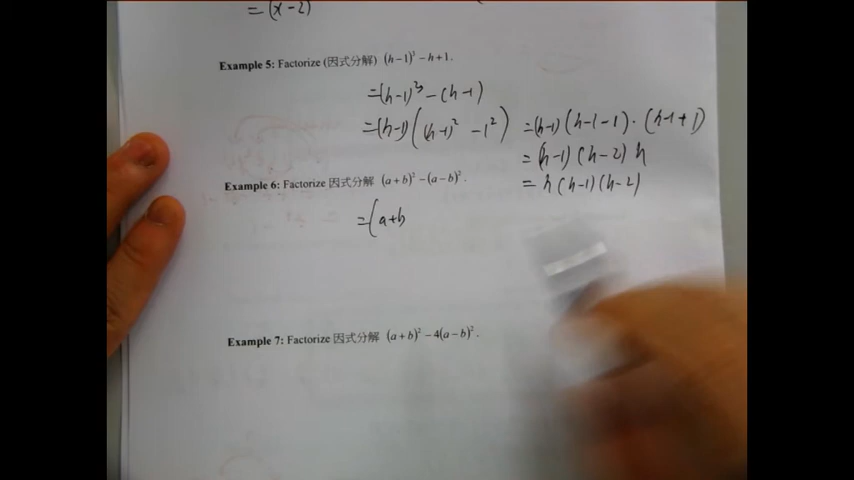 = (x-2)
Example 5: Factorize (因式分解) (h-1)³ - h + 1.
= (h-1)³ - (h-1)
= (h-1) ( (h-1)² - 1² ) = (h-1) (h-1-1) · (h-1+1)
= (h-1) (h-2) h
= h (h-1) (h-2)
Example 6: Factorize 因式分解 (a+b)² - (a-b)².
= ( a+b
Example 7: Factorize 因式分解 (a+b)² - 4(a-b)².